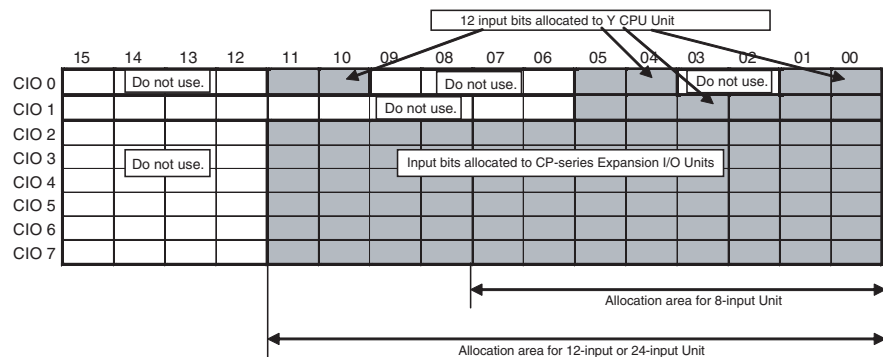 12 input bits allocated to Y CPU Unit
15 14 13 12 11 10 09 08 07 06 05 04 03 02 01 00
CIO 0 Do not use. Do not use. Do not use.
CIO 1 Do not use.
CIO 2
CIO 3 Do not use. Input bits allocated to CP-series Expansion I/O Units
CIO 4
CIO 5
CIO 6
CIO 7
Allocation area for 8-input Unit
Allocation area for 12-input or 24-input Unit